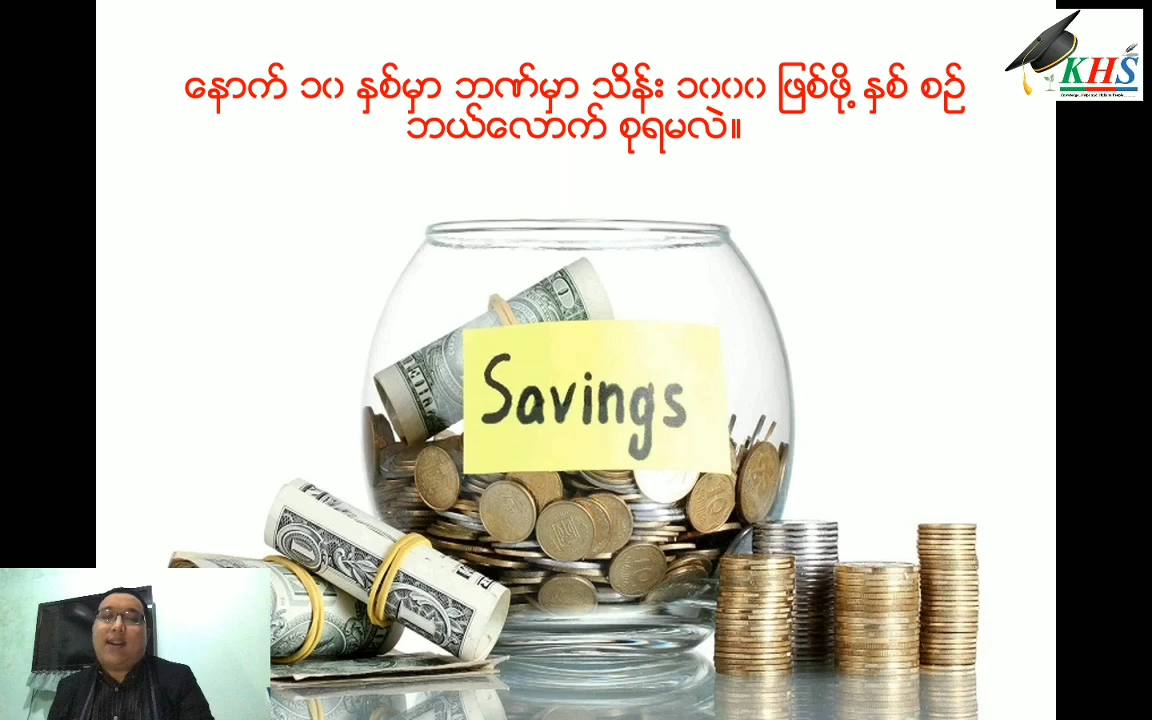 နောက် ၁၀ နှစ်မှာ ဘဏ်မှာ သိန်း ၁၀၀၀ ဖြစ်ဖို့ နှစ် စဉ်
ဘယ်လောက် စုရမလဲ။
KHS
Savings